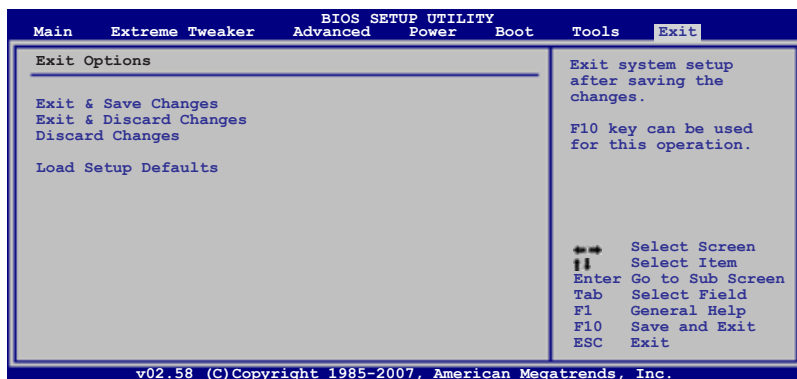 BIOS SETUP UTILITY
Main Extreme Tweaker Advanced Power Boot Tools Exit
Exit Options
Exit & Save Changes
Exit & Discard Changes
Discard Changes
Load Setup Defaults
Exit system setup
after saving the
changes.
F10 key can be used
for this operation.
←→ Select Screen
↑↓ Select Item
Enter Go to Sub Screen
Tab Select Field
F1 General Help
F10 Save and Exit
ESC Exit
v02.58 (C)Copyright 1985-2007, American Megatrends, Inc.